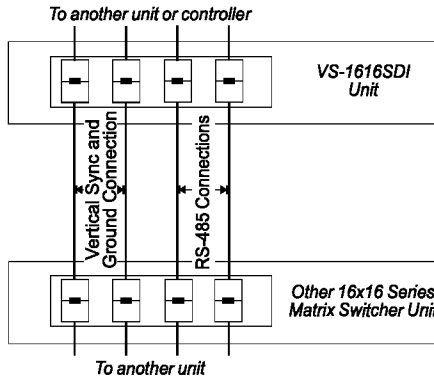 To another unit or controller
VS-1616SDI
Unit
Vertical Sync and
Ground Connection
RS-485 Connections
Other 16x16 Series
Matrix Switcher Unit
To another unit